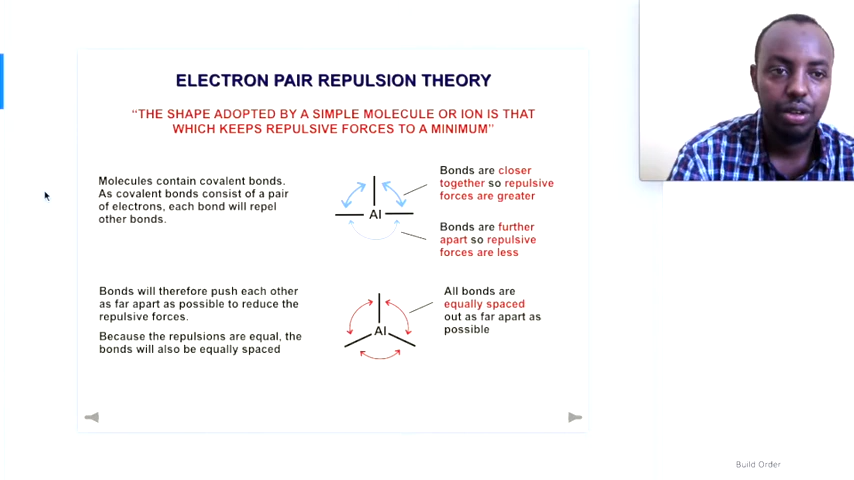 ELECTRON PAIR REPULSION THEORY
“THE SHAPE ADOPTED BY A SIMPLE MOLECULE OR ION IS THAT
WHICH KEEPS REPULSIVE FORCES TO A MINIMUM”
Molecules contain covalent bonds.
As covalent bonds consist of a pair
of electrons, each bond will repel
other bonds.
Al
Bonds are closer
together so repulsive
forces are greater
Bonds are further
apart so repulsive
forces are less
Bonds will therefore push each other
as far apart as possible to reduce the
repulsive forces.
Because the repulsions are equal, the
bonds will also be equally spaced
Al
All bonds are
equally spaced
out as far apart as
possible
Build Order